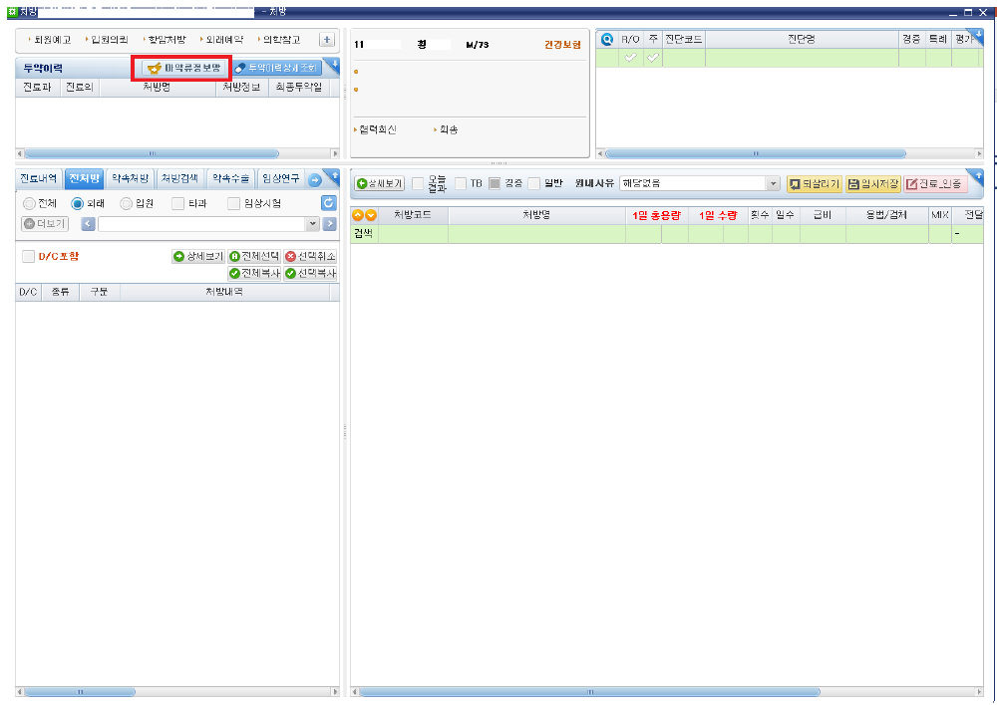 처방 - 처방
퇴원예고 입원의뢰 항암처방 외래예약 의학참고 +
투약이력 마약류정보망 투약이력상세조회
진료과 진료의 처방명 처방정보 최종투약일
11 황 M/73 건강보험
협력회신 회송
R/O 주 진단코드 진단명 경중 특례 평가
진료내역 전처방 약속처방 처방검색 약속수술 임상연구
전체 외래 입원 타과 임상시험
더보기
D/C포함 상세보기 전체선택 선택취소
전체복사 선택복사
D/C 종류 구분 처방내역
상세보기 오늘결과 TB 경증 일반 원내사유 해당없음 되살리기 임시저장 진료_인증
처방코드 처방명 1일 총용량 1일 수량 횟수 일수 급비 용법/검체 MIX 전달
검색 -